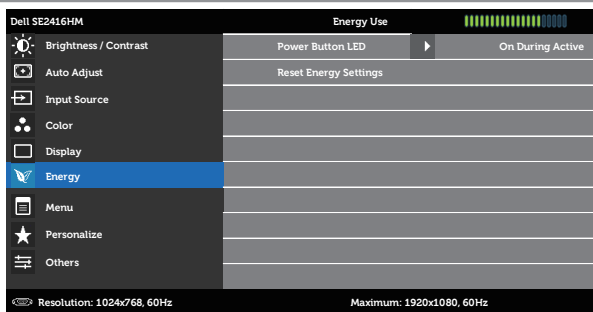 Dell SE2416HM Energy Use
Brightness / Contrast Power Button LED On During Active
Auto Adjust Reset Energy Settings
Input Source
Color
Display
Energy
Menu
Personalize
Others
Resolution: 1024x768, 60Hz Maximum: 1920x1080, 60Hz